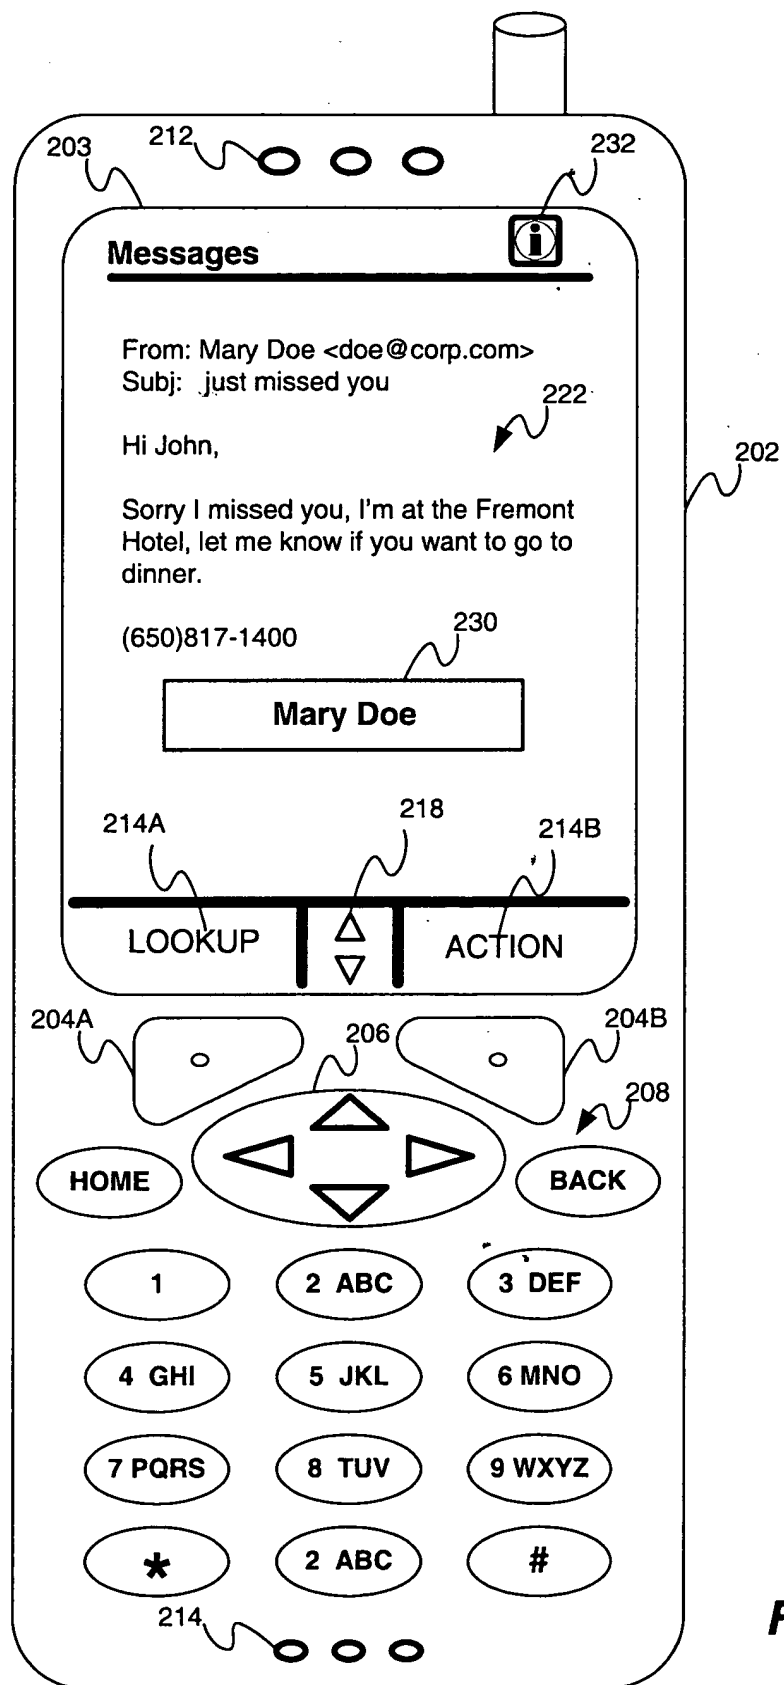 212
203
232
Messages
i
From: Mary Doe <doe@corp.com>
Subj: just missed you
222
Hi John,
202
Sorry I missed you, I'm at the Fremont
Hotel, let me know if you want to go to
dinner.
(650)817-1400
230
Mary Doe
214A
218
214B
LOOKUP
ACTION
204A
206
204B
208
HOME
BACK
1
2 ABC
3 DEF
4 GHI
5 JKL
6 MNO
7 PQRS
8 TUV
9 WXYZ
*
2 ABC
#
214